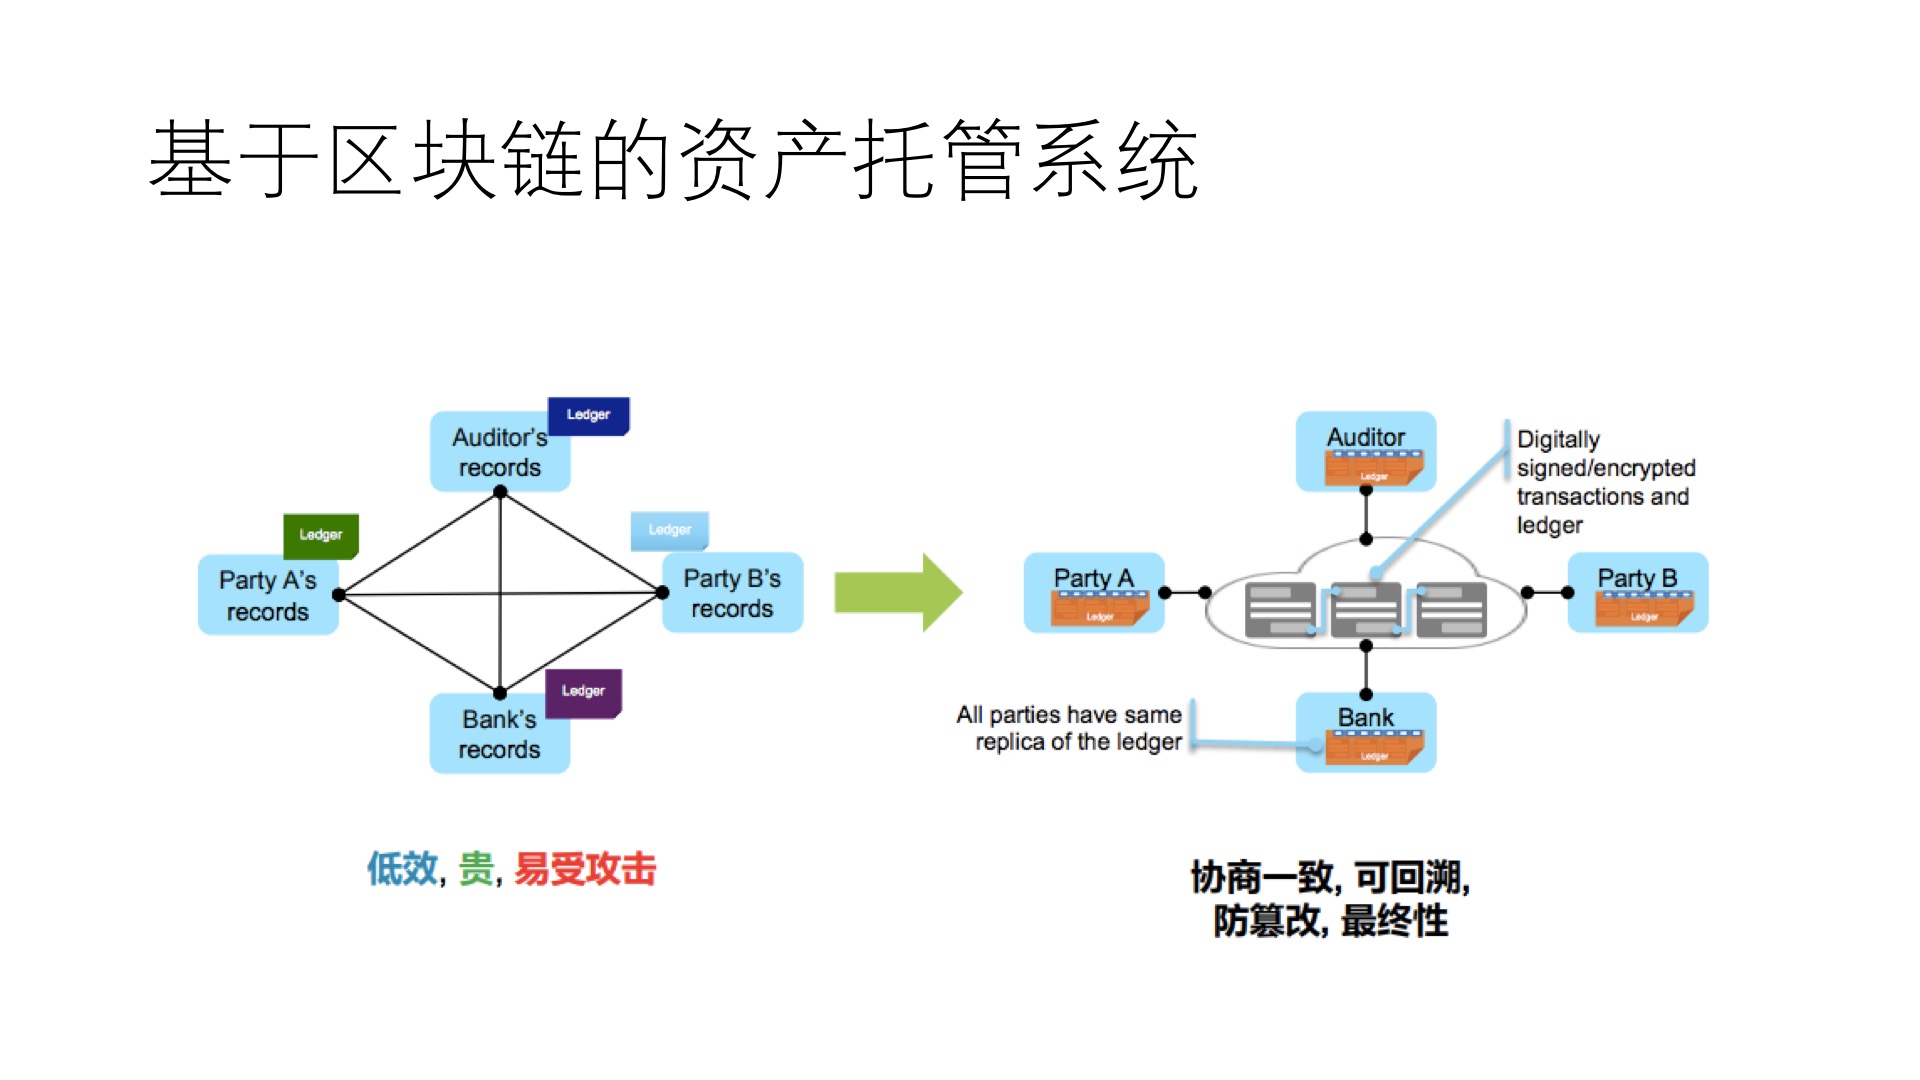 基于区块链的资产托管系统
Ledger
Auditor’s
records
Ledger
Party A’s
records
Ledger
Party B’s
records
Ledger
Bank’s
records
低效, 贵, 易受攻击
Auditor
Ledger
Digitally
signed/encrypted
transactions and
ledger
Party A
Ledger
Party B
Ledger
All parties have same
replica of the ledger
Bank
Ledger
协商一致, 可回溯,
防篡改, 最终性